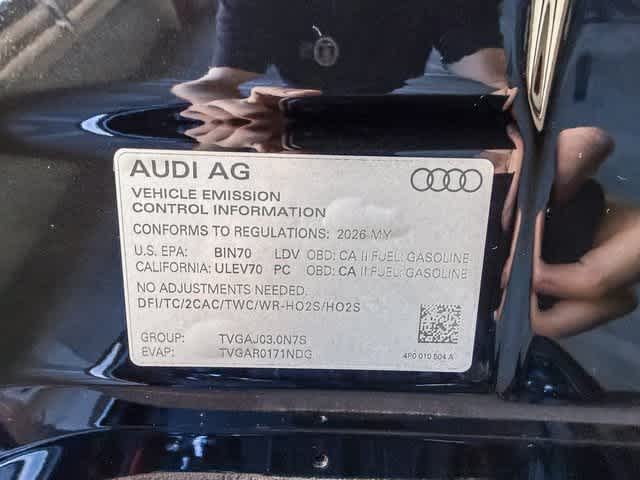 AUDI AG
VEHICLE EMISSION
CONTROL INFORMATION
CONFORMS TO REGULATIONS: 2026 MY
U.S. EPA: BIN70 LDV OBD: CA II FUEL: GASOLINE
CALIFORNIA: ULEV70 PC OBD: CA II FUEL: GASOLINE
NO ADJUSTMENTS NEEDED.
DFI/TC/2CAC/TWC/WR-HO2S/HO2S
GROUP: TVGAJ03.0N7S
EVAP: TVGAR0171NDG
4P0 010 504 A